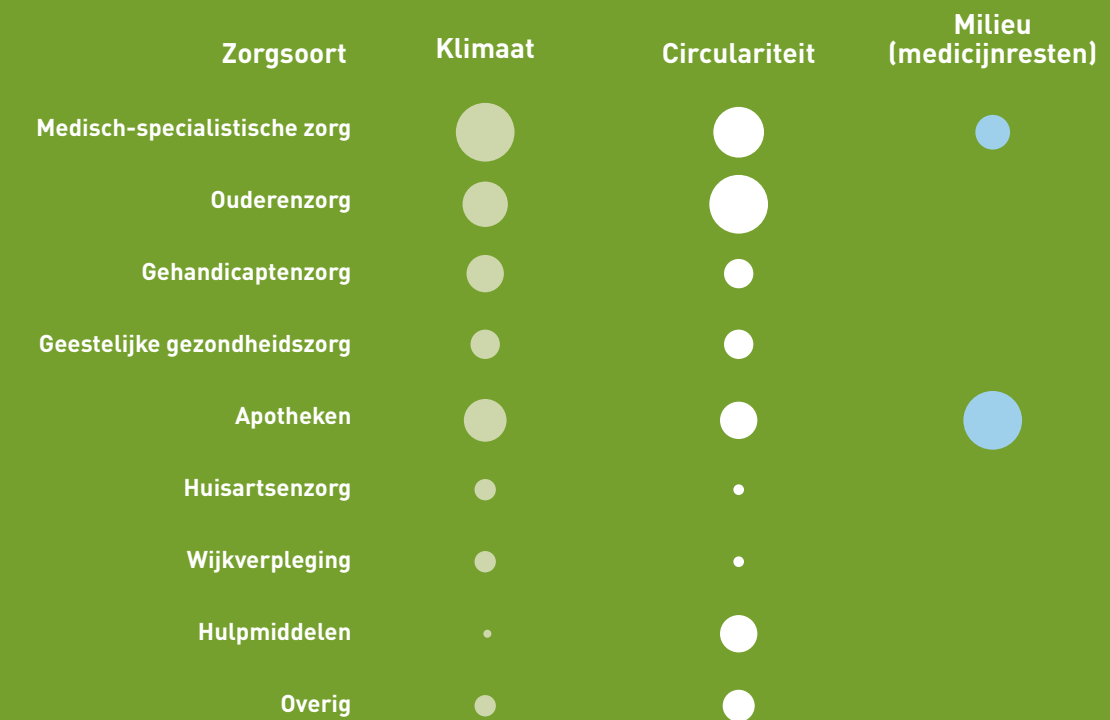 Zorgsoort
Klimaat
Circulariteit
Milieu
(medicijnresten)
Medisch-specialistische zorg
Ouderenzorg
Gehandicaptenzorg
Geestelijke gezondheidszorg
Apotheken
Huisartsenzorg
Wijkverpleging
Hulpmiddelen
Overig